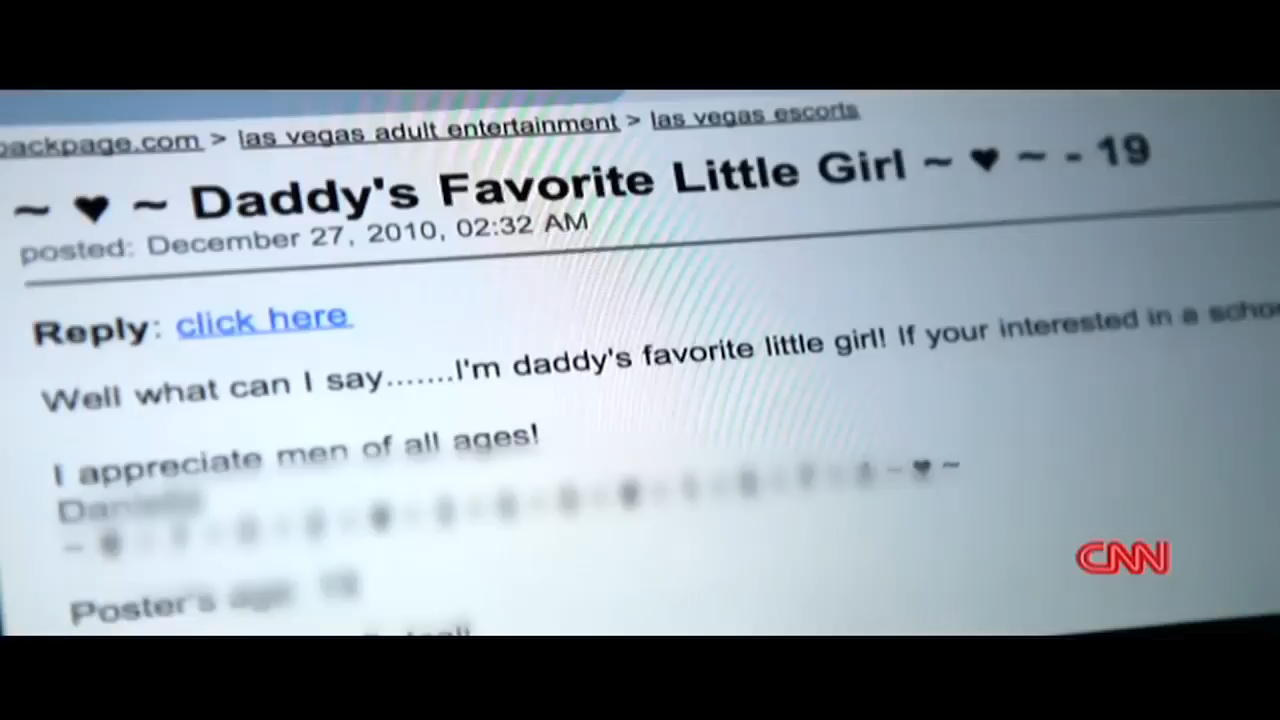 backpage.com > las vegas adult entertainment > las vegas escorts
~ ♥ ~ Daddy's Favorite Little Girl ~ ♥ ~ - 19
posted: December 27, 2010, 02:32 AM
Reply: click here
Well what can I say.......I'm daddy's favorite little girl! If your interested in a
I appreciate men of all ages!
Poster's age:
CNN